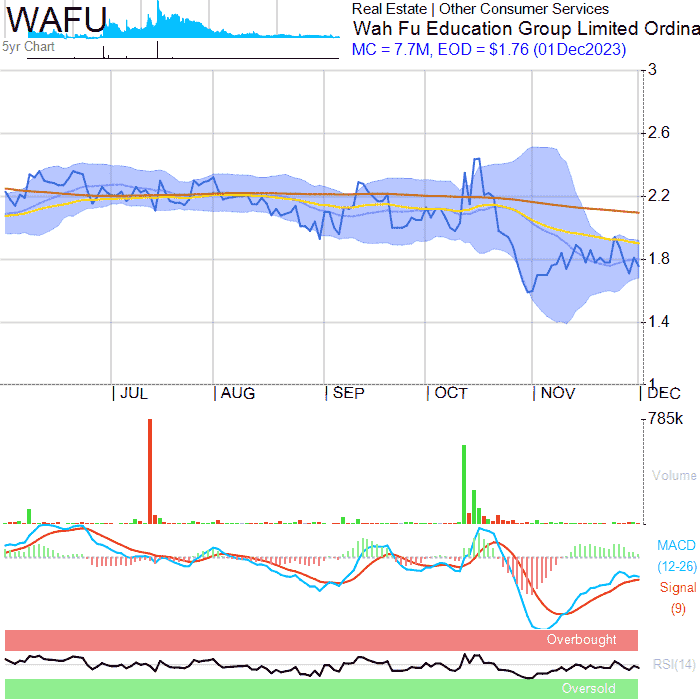 WAFU
Real Estate | Other Consumer Services
Wah Fu Education Group Limited Ordina
5yr Chart
MC = 7.7M, EOD = $1.76 (01Dec2023)
3
2.6
2.2
1.8
1.4
1
| JUL | AUG | SEP | OCT | NOV | DEC
785k
Volume
MACD
(12-26)
Signal
(9)
Overbought
RSI(14)
Oversold